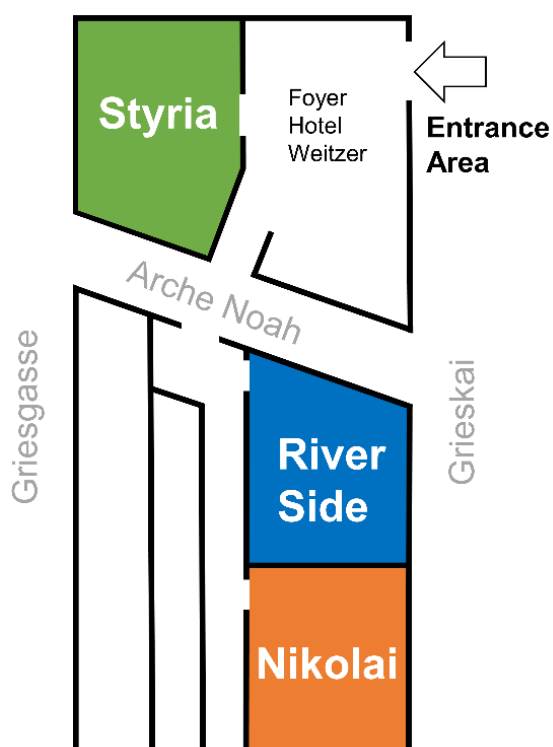 Styria
Foyer
Hotel
Weitzer
Entrance
Area
Arche Noah
Griesgasse
Grieskai
River
Side
Nikolai